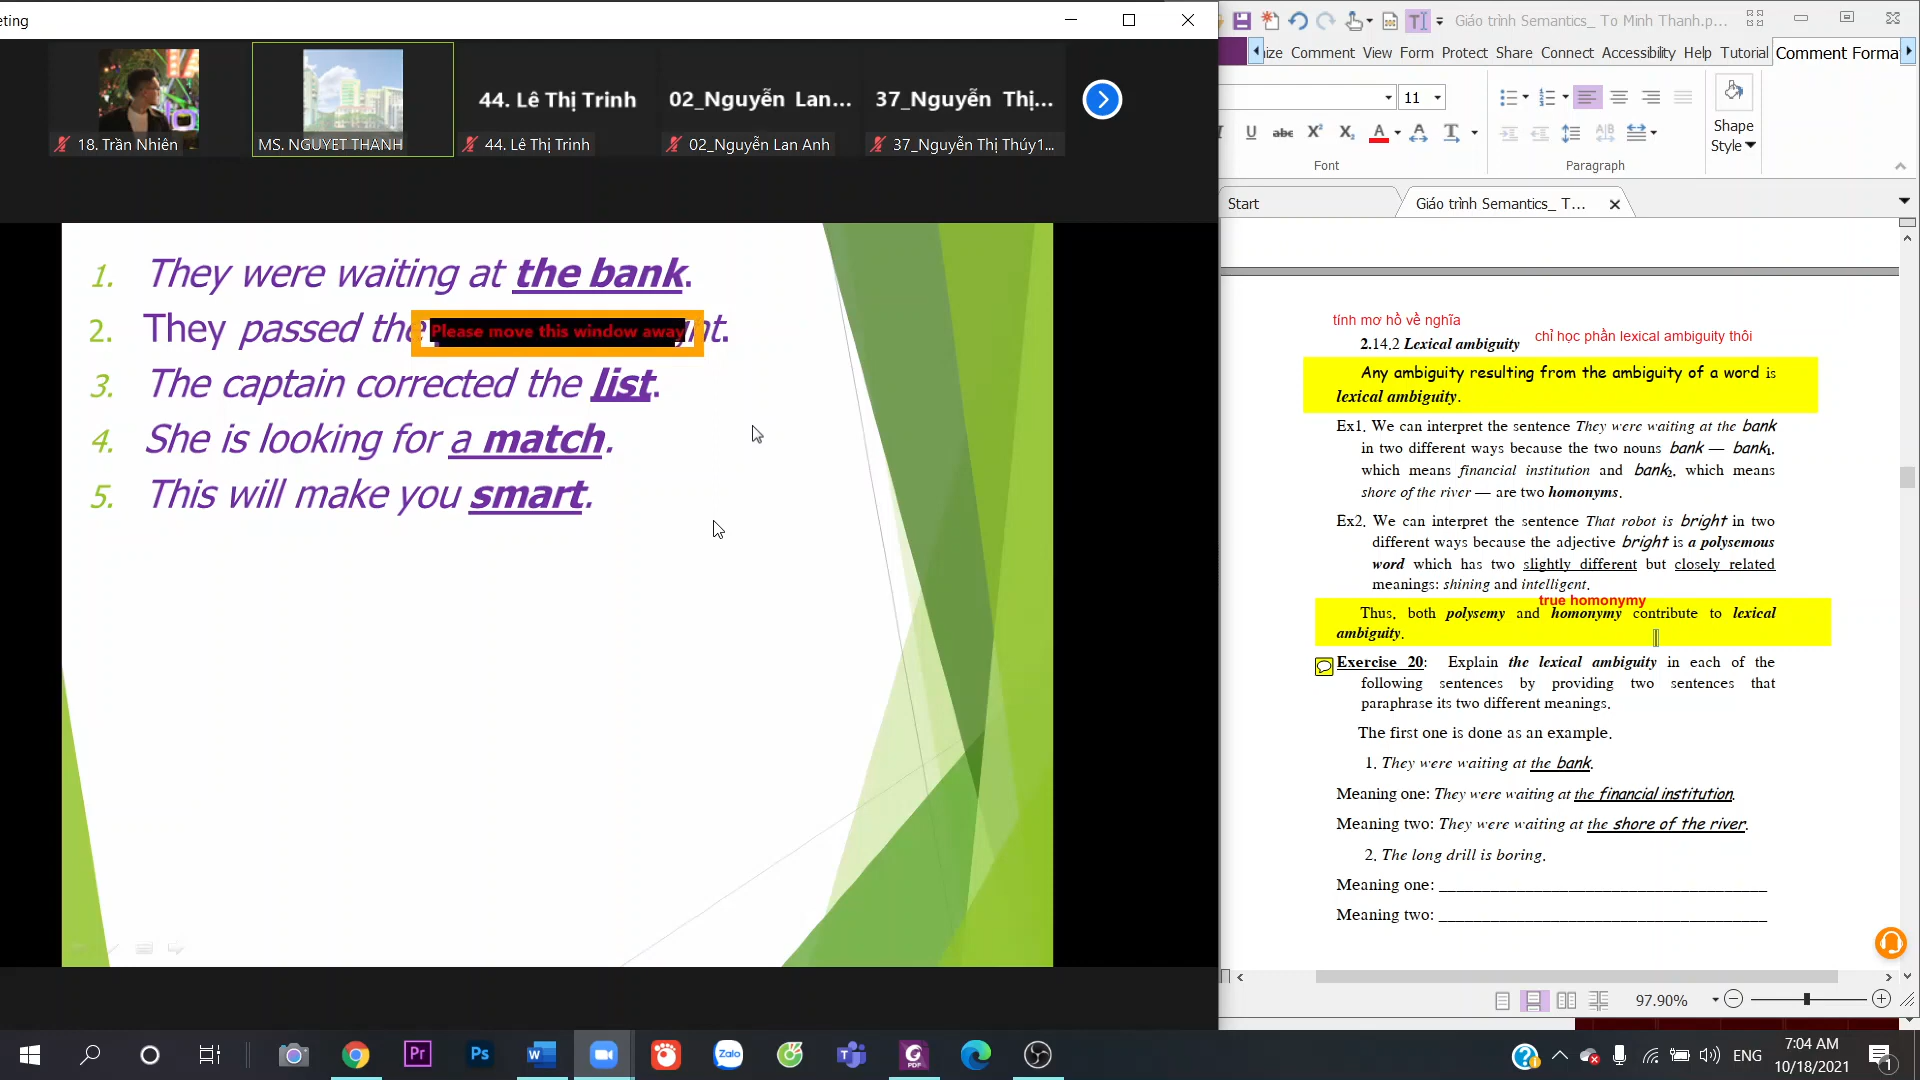 eting
18. Trần Nhiên
MS. NGUYET THANH
44. Lê Thị Trinh
44. Lê Thị Trinh
02_Nguyễn Lan...
02_Nguyễn Lan Anh
37_Nguyễn Thị...
37_Nguyễn Thị Thúy1...
1. They were waiting at the bank.
2. They passed the nt.
Please move this window away
3. The captain corrected the list.
4. She is looking for a match.
5. This will make you smart.
Giáo trình Semantics_ To Minh Thanh.p...
ize Comment View Form Protect Share Connect Accessibility Help Tutorial Comment Forma
11
Font
Paragraph
Shape
Style
Start
Giáo trình Semantics_ T...
tính mơ hồ về nghĩa
chỉ học phần lexical ambiguity thôi
2.14.2 Lexical ambiguity
Any ambiguity resulting from the ambiguity of a word is
lexical ambiguity.
Ex1. We can interpret the sentence They were waiting at the bank
in two different ways because the two nouns bank — bank1,
which means financial institution and bank2, which means
shore of the river — are two homonyms.
Ex2. We can interpret the sentence That robot is bright in two
different ways because the adjective bright is a polysemous
word which has two slightly different but closely related
meanings: shining and intelligent.
true homonymy
Thus, both polysemy and homonymy contribute to lexical
ambiguity.
Exercise 20: Explain the lexical ambiguity in each of the
following sentences by providing two sentences that
paraphrase its two different meanings.
The first one is done as an example.
1. They were waiting at the bank.
Meaning one: They were waiting at the financial institution.
Meaning two: They were waiting at the shore of the river.
2. The long drill is boring.
Meaning one:
Meaning two:
97.90%
Pr
Ps
Zalo
PDF
ENG
7:04 AM
10/18/2021
1